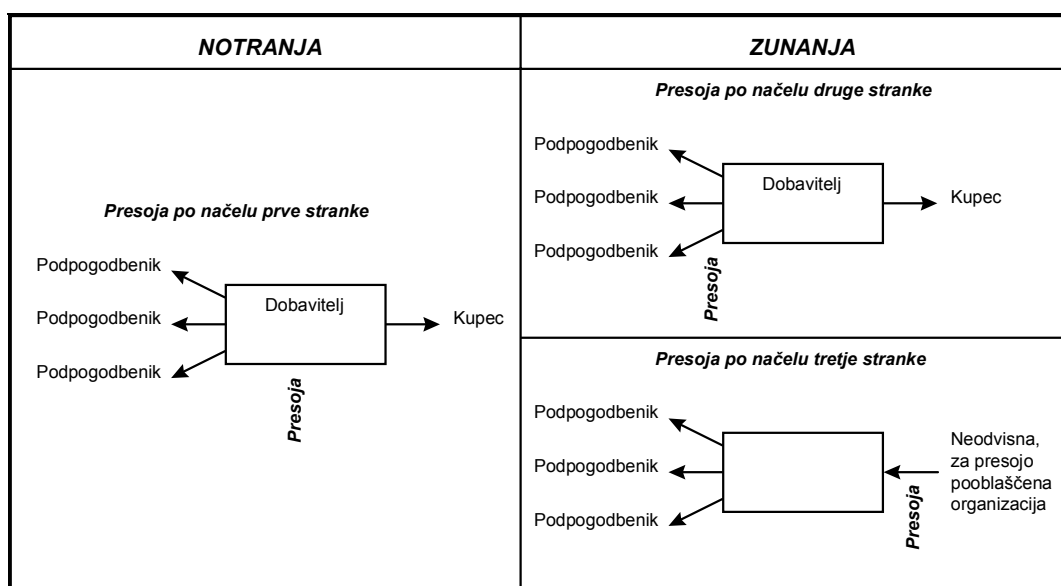 NOTRANJA
Presoja po načelu prve stranke
Podpogodbenik
Podpogodbenik
Podpogodbenik
Dobavitelj
Kupec
Presoja
ZUNANJA
Presoja po načelu druge stranke
Podpogodbenik
Podpogodbenik
Podpogodbenik
Dobavitelj
Kupec
Presoja
Presoja po načelu tretje stranke
Podpogodbenik
Podpogodbenik
Podpogodbenik
Neodvisna,
za presojo
pooblaščena
organizacija
Presoja